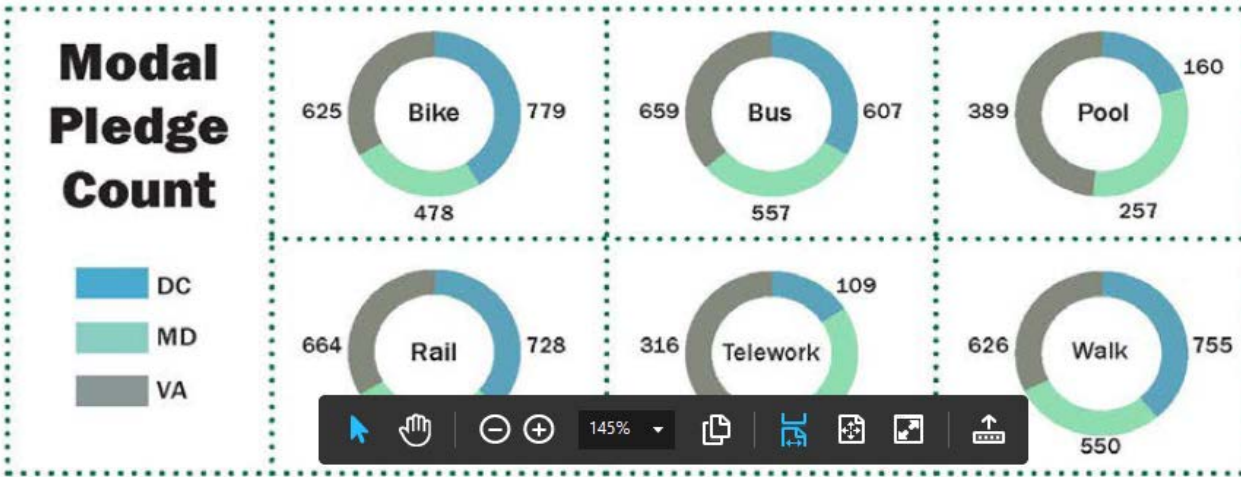 Modal
Pledge
Count
DC
MD
VA
625
Bike
779
478
659
Bus
607
557
160
389
Pool
257
664
Rail
728
109
316
Telework
626
Walk
755
550
145%